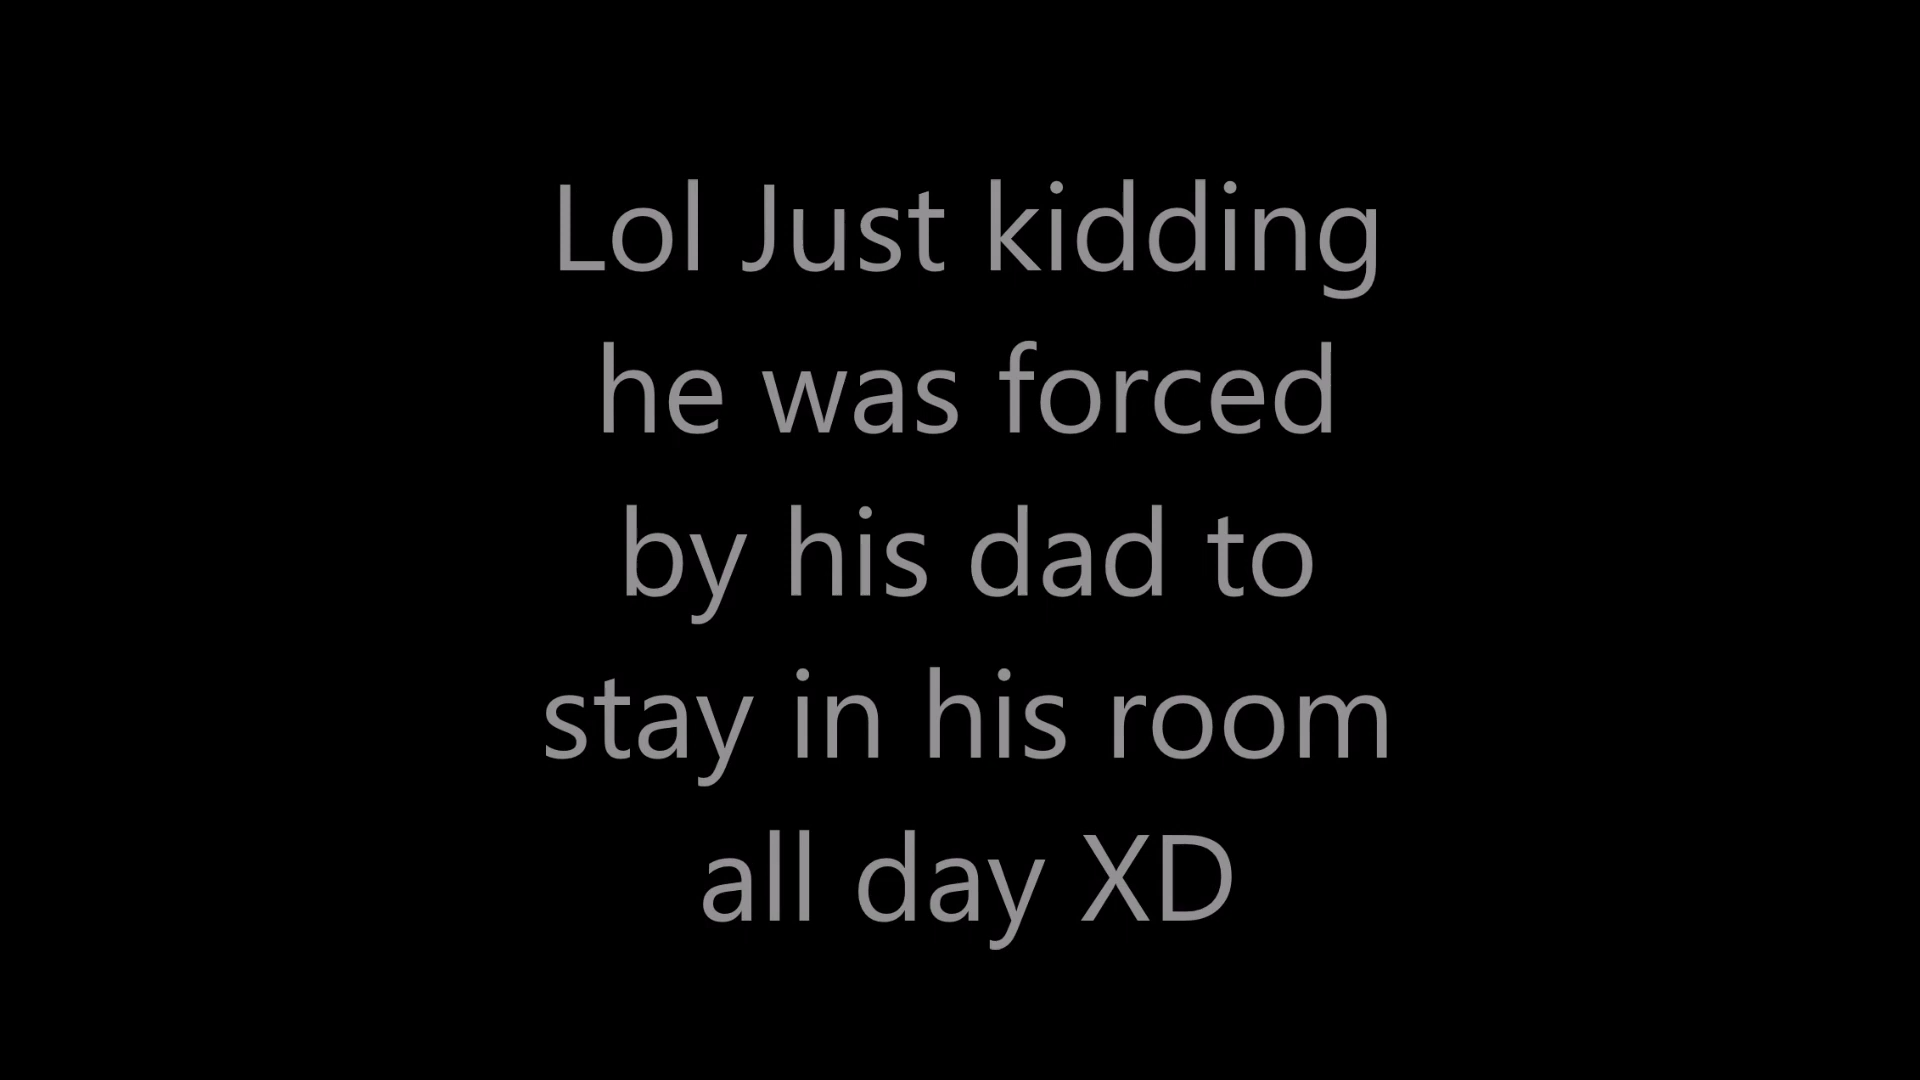 Lol Just kidding
he was forced
by his dad to
stay in his room
all day XD